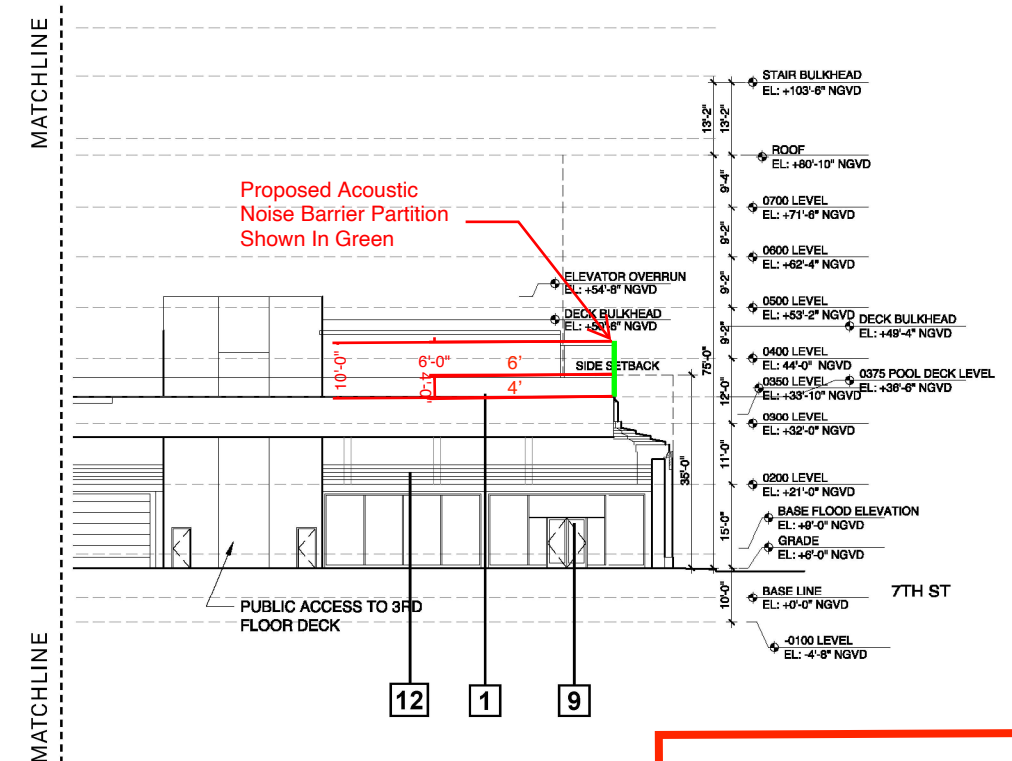 MATCHLINE
STAIR BULKHEAD
EL: +103'-6" NGVD
13'-2"
13'-2"
ROOF
EL: +80'-10" NGVD
9'-4"
Proposed Acoustic
Noise Barrier Partition
Shown In Green
0700 LEVEL
EL: +71'-6" NGVD
9'-2"
0600 LEVEL
EL: +62'-4" NGVD
ELEVATOR OVERRUN
EL: +54'-8" NGVD
9'-2"
0500 LEVEL
EL: +53'-2" NGVD
DECK BULKHEAD
EL: +50'-6" NGVD
DECK BULKHEAD
EL: +49'-4" NGVD
9'-2"
10'-0"
6'-0"
6'
SIDE SETBACK
75'-0"
0400 LEVEL
EL: 44'-0" NGVD
0375 POOL DECK LEVEL
EL: +36'-6" NGVD
4'-0"
4'
12'-0"
0350 LEVEL
EL: +33'-10" NGVD
0300 LEVEL
EL: +32'-0" NGVD
11'-0"
35'-0"
0200 LEVEL
EL: +21'-0" NGVD
15'-0"
BASE FLOOD ELEVATION
EL: +9'-0" NGVD
GRADE
EL: +6'-0" NGVD
10'-0"
BASE LINE
EL: +0'-0" NGVD
7TH ST
PUBLIC ACCESS TO 3RD
FLOOR DECK
-0100 LEVEL
EL: -4'-8" NGVD
MATCHLINE
12
1
9